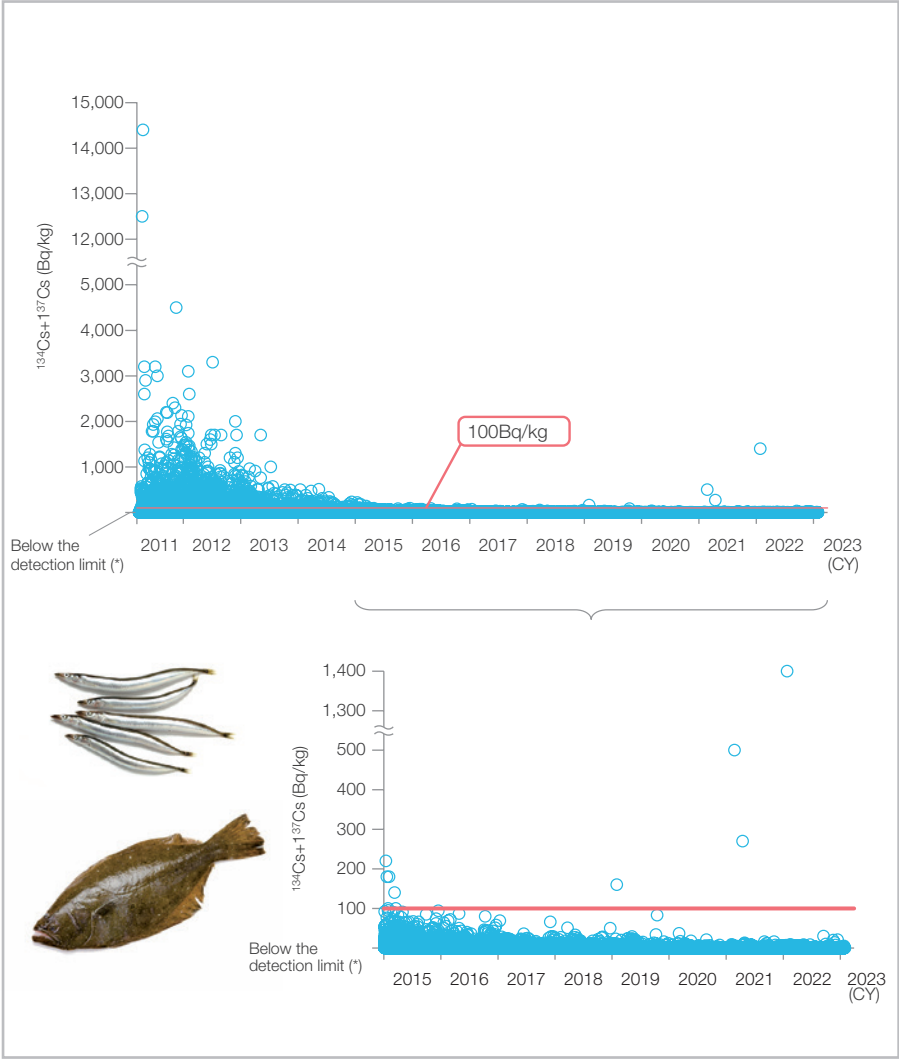 15,000
14,000
13,000
12,000
5,000
4,000
3,000
2,000
1,000
¹³⁴Cs+1³⁷Cs (Bq/kg)
100Bq/kg
Below the
detection limit (*)
2011 2012 2013 2014 2015 2016 2017 2018 2019 2020 2021 2022 2023
(CY)
1,400
1,300
500
400
300
200
100
¹³⁴Cs+1³⁷Cs (Bq/kg)
Below the
detection limit (*)
2015 2016 2017 2018 2019 2020 2021 2022 2023
(CY)